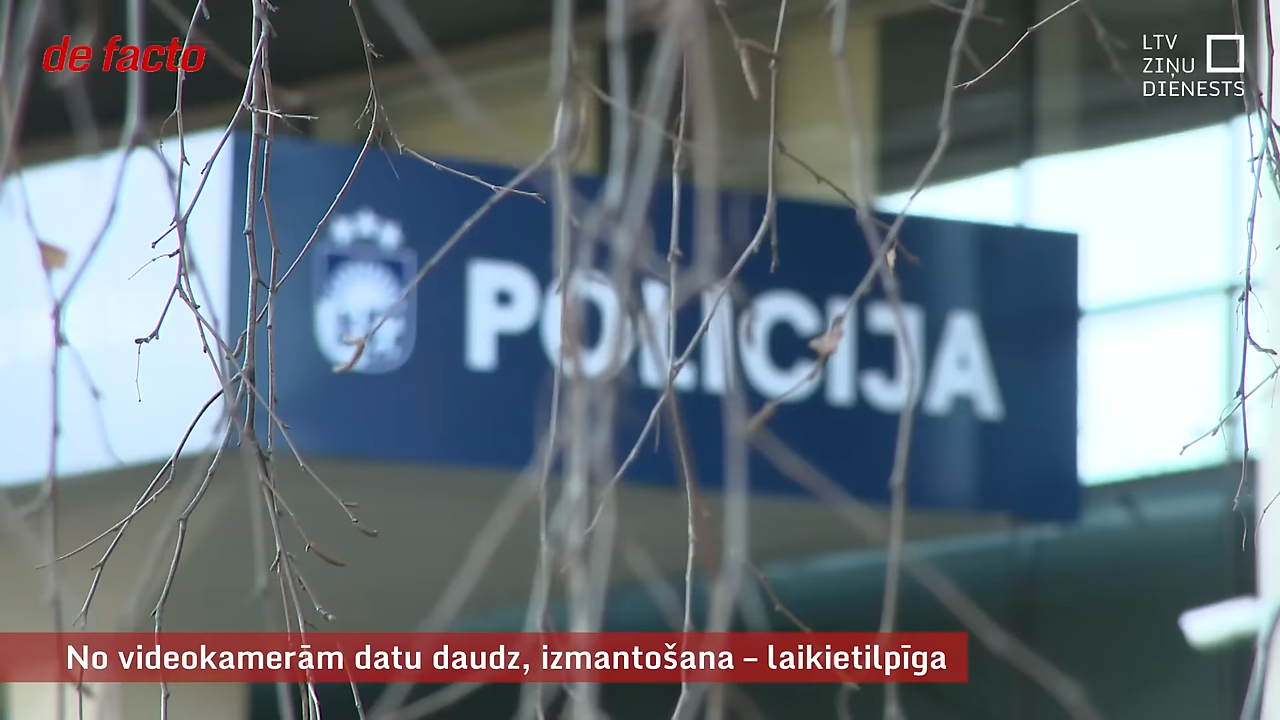 de facto
LTV
ZIŅU
DIENESTS
POLICIJA
No videokamerām datu daudz, izmantošana – laikietilpīga